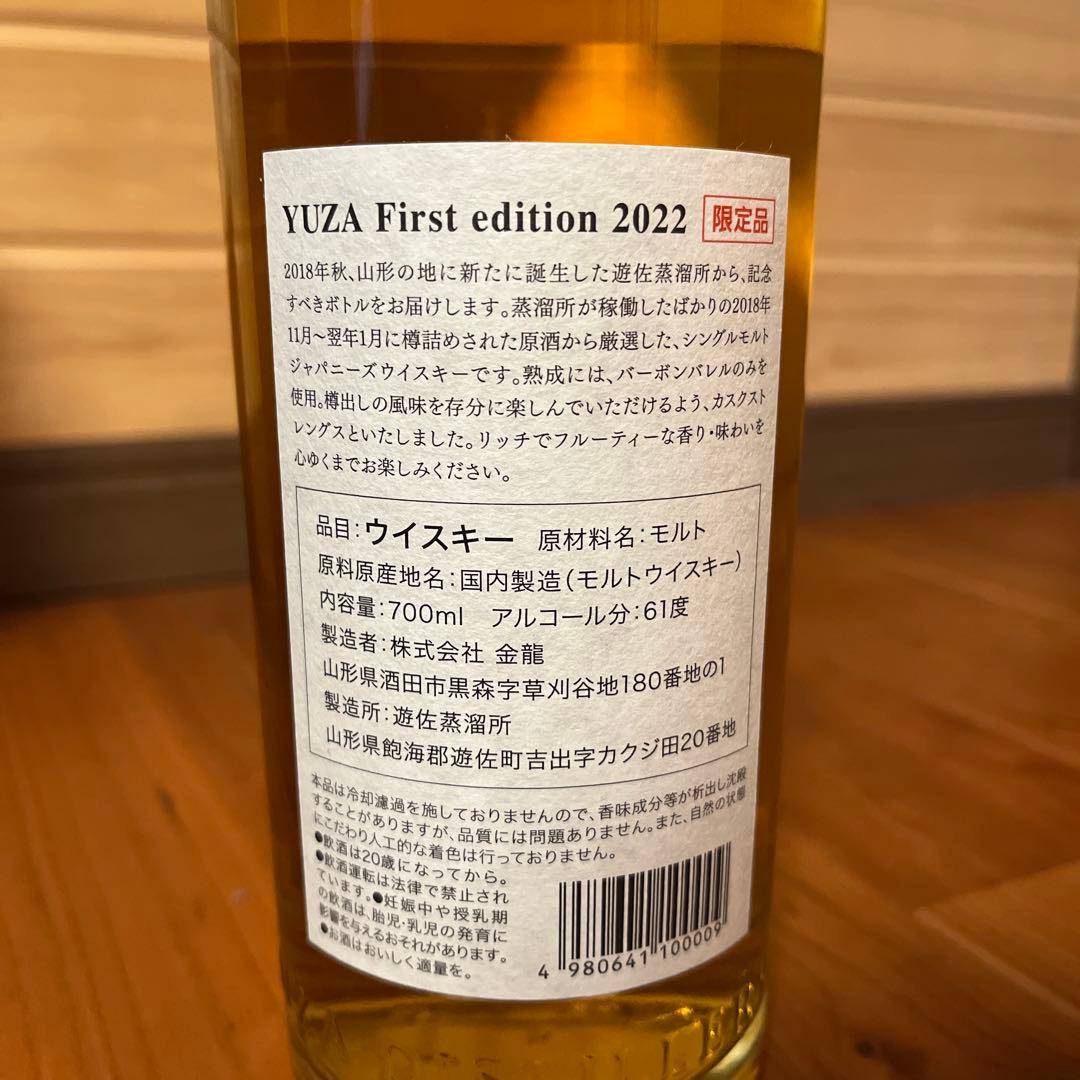 YUZA First edition 2022 限定品
2018年秋、山形の地に新たに誕生した遊佐蒸溜所から、記念
すべきボトルをお届けします。蒸溜所が稼働したばかりの2018年
11月〜翌年1月に樽詰めされた原酒から厳選した、シングルモルト
ジャパニーズウイスキーです。熟成には、バーボンバレルのみを
使用。樽出しの風味を存分に楽しんでいただけるよう、カスクスト
レングスといたしました。リッチでフルーティーな香り・味わいを
心ゆくまでお楽しみください。
品目：ウイスキー 原材料名：モルト
原料原産地名：国内製造（モルトウイスキー）
内容量：700ml アルコール分：61度
製造者：株式会社 金龍
山形県酒田市黒森字草刈谷地180番地の1
製造所：遊佐蒸溜所
山形県飽海郡遊佐町吉出字カクジ田20番地
本品は冷却濾過を施しておりませんので、香味成分等が析出し沈殿
することがありますが、品質には問題ありません。また、自然の状態
にこだわり人工的な着色は行っておりません。
●飲酒は20歳になってから。
●飲酒運転は法律で禁止され
ています。●妊娠中や授乳期
の飲酒は、胎児・乳児の発育に
影響を与えるおそれがあります。
●お酒はおいしく適量を。
4 980641 100009